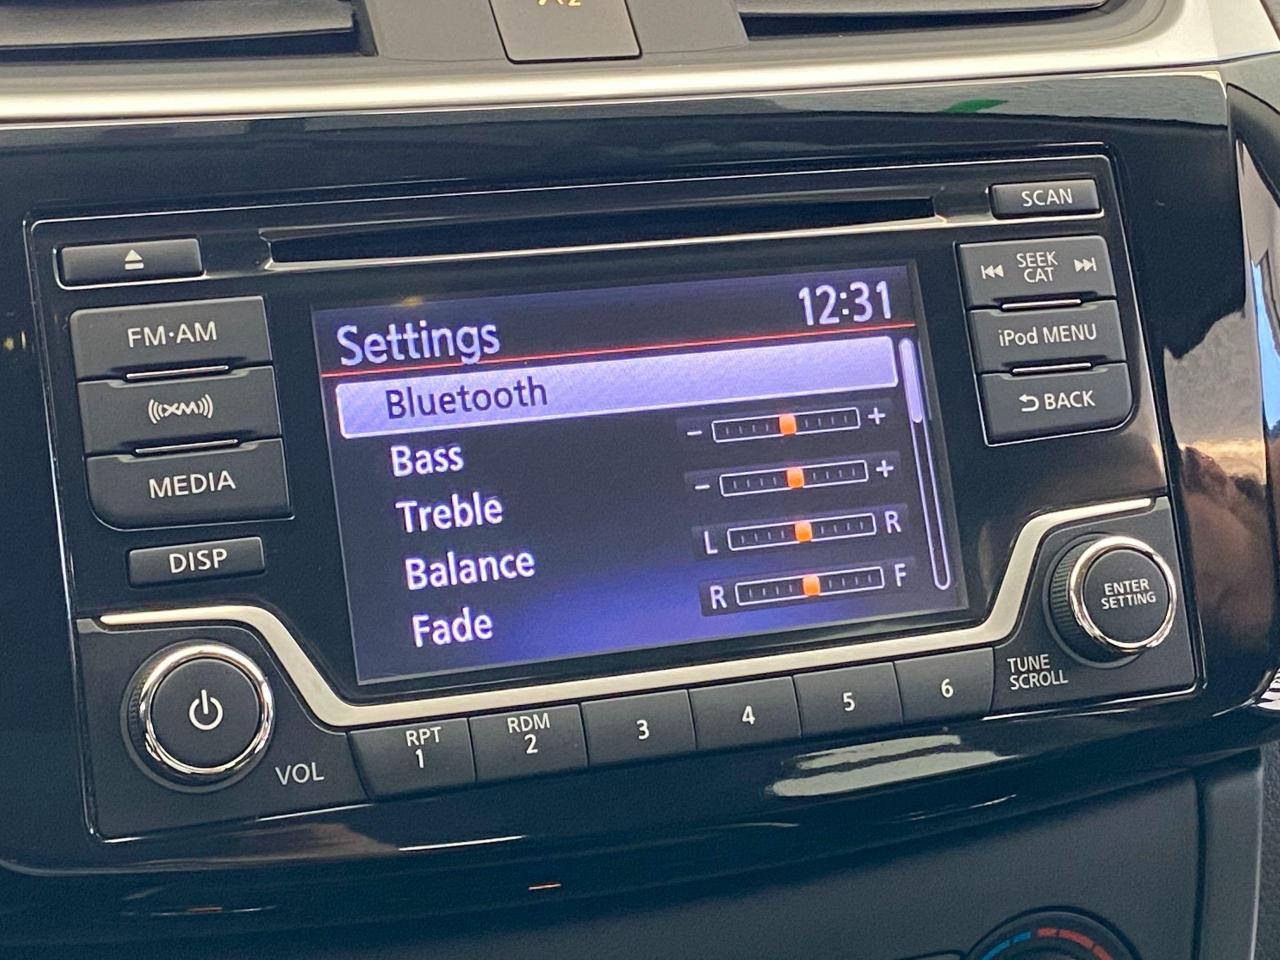 SCAN
SEEK
CAT
FM·AM
Settings
12:31
iPod MENU
XM
Bluetooth
BACK
Bass
- +
MEDIA
Treble
- +
DISP
Balance
L R
Fade
R F
ENTER
SETTING
TUNE
SCROLL
VOL
RPT
1
RDM
2
3
4
5
6